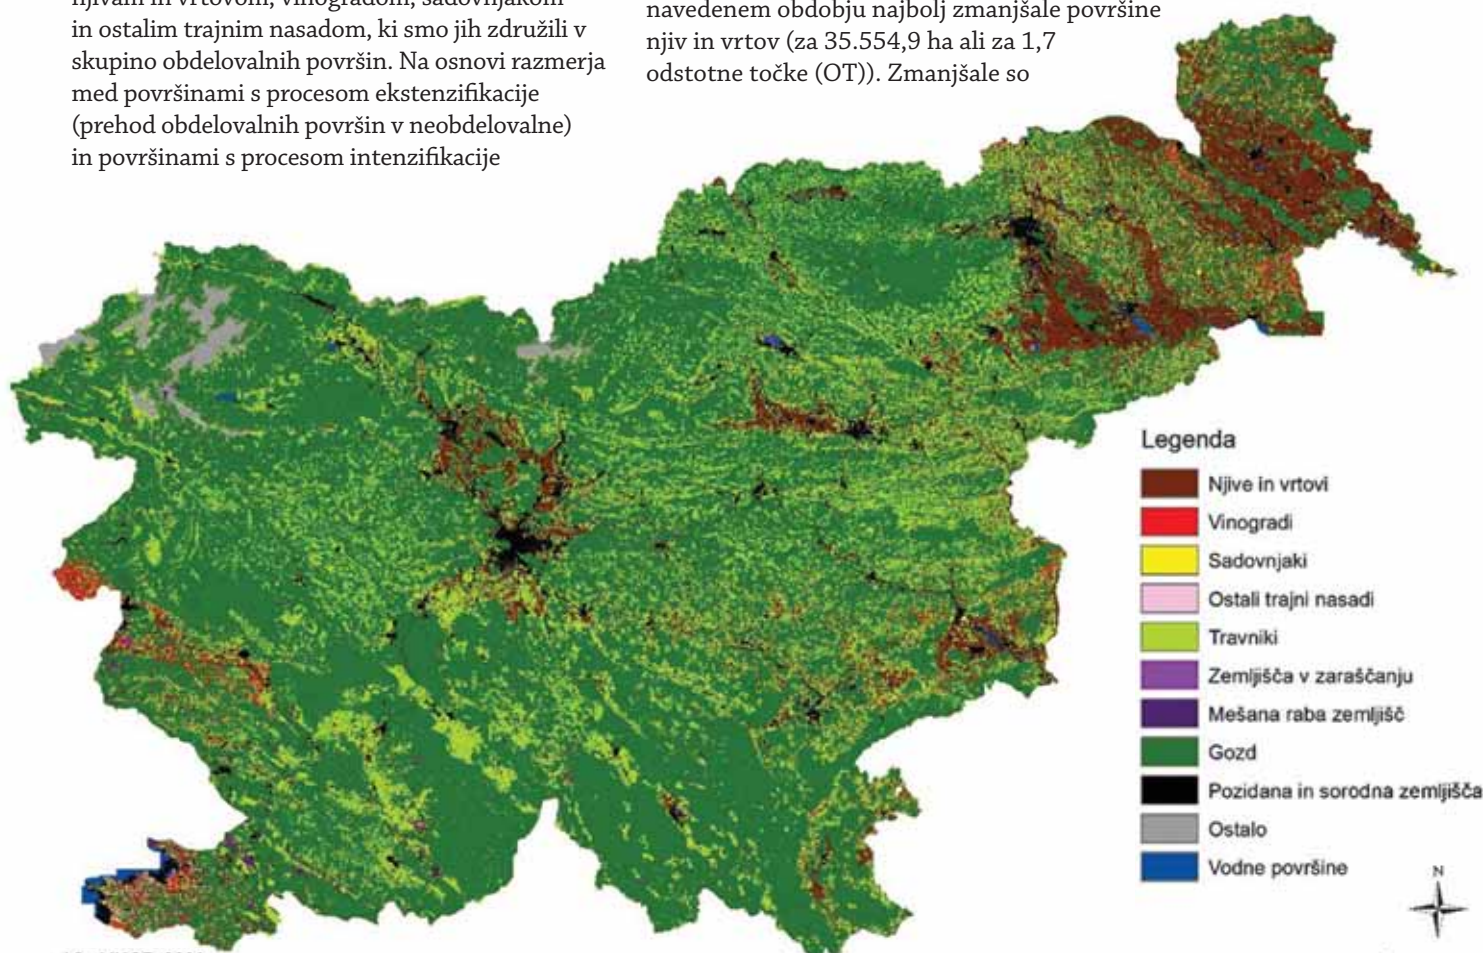 in ostalim trajnim nasadom, ki smo jih združili v
skupino obdelovalnih površin. Na osnovi razmerja
med površinami s procesom ekstenzifikacije
(prehod obdelovalnih površin v neobdelovalne)
in površinami s procesom intenzifikacije
navedenem obdobju najbolj zmanjšale površine
njiv in vrtov (za 35.554,9 ha ali za 1,7
odstotne točke (OT)). Zmanjšale so
Legenda
Njive in vrtovi
Vinogradi
Sadovnjaki
Ostali trajni nasadi
Travniki
Zemljišča v zaraščanju
Mešana raba zemljišč
Gozd
Pozidana in sorodna zemljišča
Ostalo
Vodne površine
N